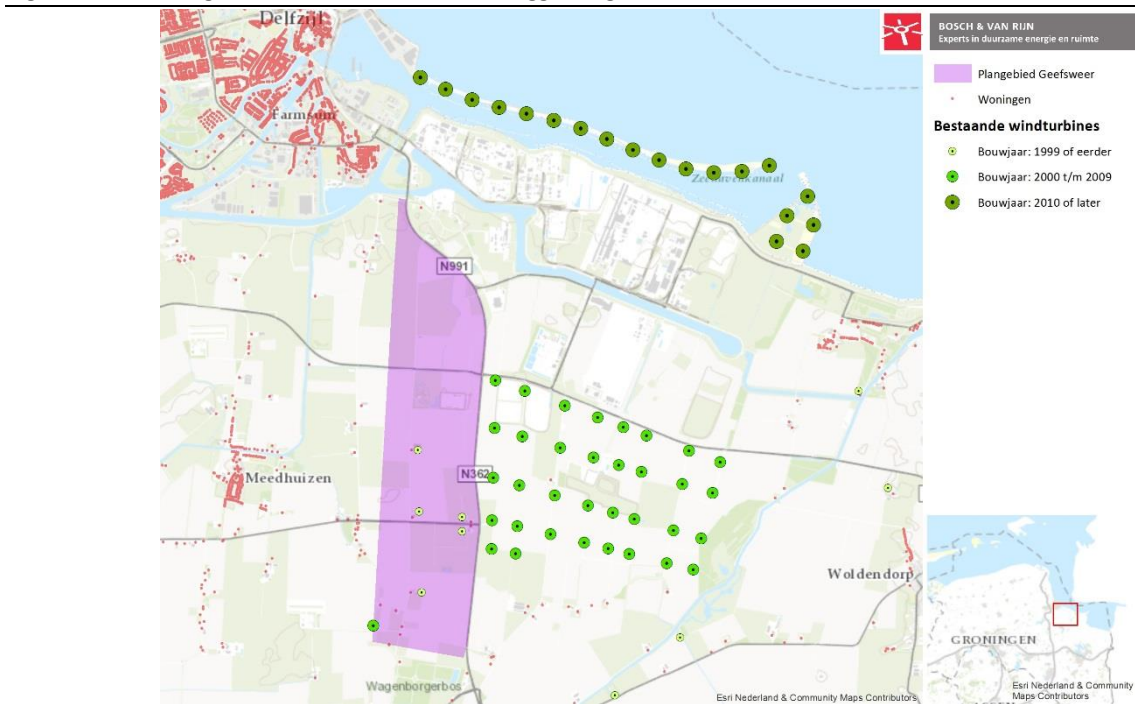 BOSCH & VAN RIJN
Experts in duurzame energie en ruimte
Plangebied Geefsweer
Woningen
Bestaande windturbines
Bouwjaar: 1999 of eerder
Bouwjaar: 2000 t/m 2009
Bouwjaar: 2010 of later
Delfzijl
Farmsum
Zeehavenkanaal
N991
Meedhuizen
N362
Woldendorp
Wagenborgerbos
Esri Nederland & Community Maps Contributors
GRONINGEN
Esri Nederland & Community
Maps Contributors